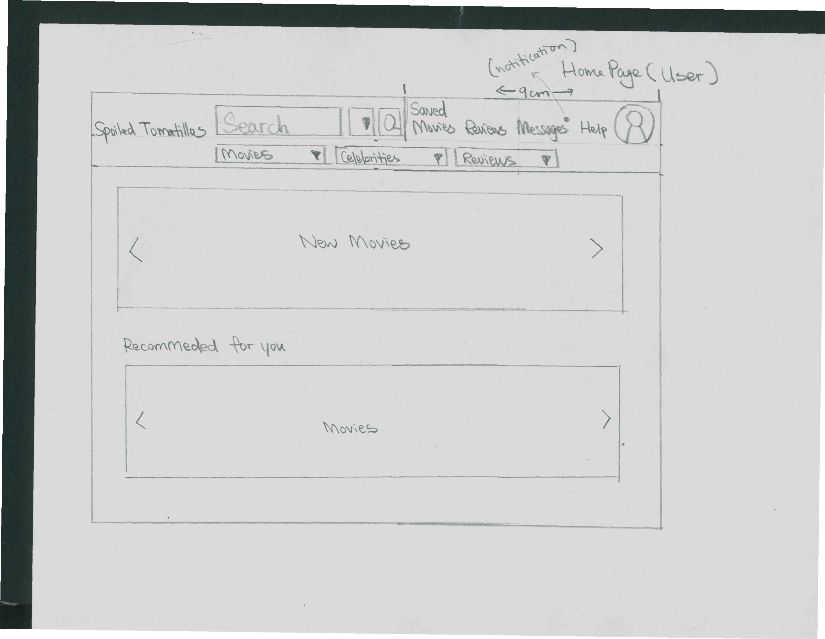 (notification)
Home Page (User)
9cm
Spoiled Tomatillos
Search
Saved
Movies Reviews Messages Help
Movies
Celebrities
Reviews
New Movies
Recommeded for you
Movies